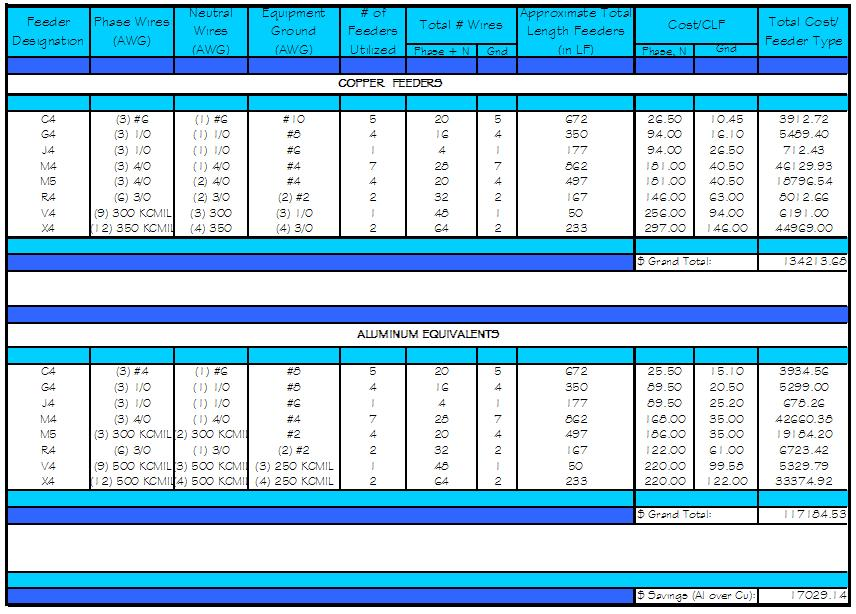 Feeder Designation | Phase Wires (AWG) | Neutral Wires (AWG) | Equipment Ground (AWG) | # of Feeders Utilized | Total # Wires | Approximate Total Length Feeders (in LF) | Cost/CLF | Total Cost/ Feeder Type
Phase + N | Gnd | Phase, N | Gnd
COPPER FEEDERS
C4 | (3) #6 | (1) #6 | #10 | 5 | 20 | 5 | 672 | 26.50 | 10.45 | 3912.72
G4 | (3) 1/0 | (1) 1/0 | #8 | 4 | 16 | 4 | 350 | 94.00 | 16.10 | 5489.40
J4 | (3) 1/0 | (1) 1/0 | #6 | 1 | 4 | 1 | 177 | 94.00 | 26.50 | 712.43
M4 | (3) 4/0 | (1) 4/0 | #4 | 7 | 28 | 7 | 862 | 181.00 | 40.50 | 46129.93
M5 | (3) 4/0 | (2) 4/0 | #4 | 4 | 20 | 4 | 497 | 181.00 | 40.50 | 18796.54
R4 | (6) 3/0 | (2) 3/0 | (2) #2 | 2 | 32 | 2 | 167 | 146.00 | 63.00 | 8012.66
V4 | (9) 300 KCMIL | (3) 300 | (3) 1/0 | 1 | 48 | 1 | 50 | 256.00 | 94.00 | 6191.00
X4 | (12) 350 KCMIL | (4) 350 | (4) 3/0 | 2 | 64 | 2 | 233 | 297.00 | 146.00 | 44969.00
$ Grand Total: | 134213.68
ALUMINUM EQUIVALENTS
C4 | (3) #4 | (1) #6 | #8 | 5 | 20 | 5 | 672 | 25.50 | 15.10 | 3934.56
G4 | (3) 1/0 | (1) 1/0 | #8 | 4 | 16 | 4 | 350 | 89.50 | 20.50 | 5299.00
J4 | (3) 1/0 | (1) 1/0 | #6 | 1 | 4 | 1 | 177 | 89.50 | 25.20 | 678.26
M4 | (3) 4/0 | (1) 4/0 | #4 | 7 | 28 | 7 | 862 | 168.00 | 35.00 | 42660.38
M5 | (3) 300 KCMIL | (2) 300 KCMI | #2 | 4 | 20 | 4 | 497 | 186.00 | 35.00 | 19184.20
R4 | (6) 3/0 | (1) 3/0 | (2) #2 | 2 | 32 | 2 | 167 | 122.00 | 61.00 | 6723.42
V4 | (9) 500 KCMIL | (3) 500 KCMI | (3) 250 KCMIL | 1 | 48 | 1 | 50 | 220.00 | 99.58 | 5329.79
X4 | (12) 500 KCMIL | (4) 500 KCMI | (4) 250 KCMIL | 2 | 64 | 2 | 233 | 220.00 | 122.00 | 33374.92
$ Grand Total: | 117184.53
$ Savings (Al over Cu): | 17029.14